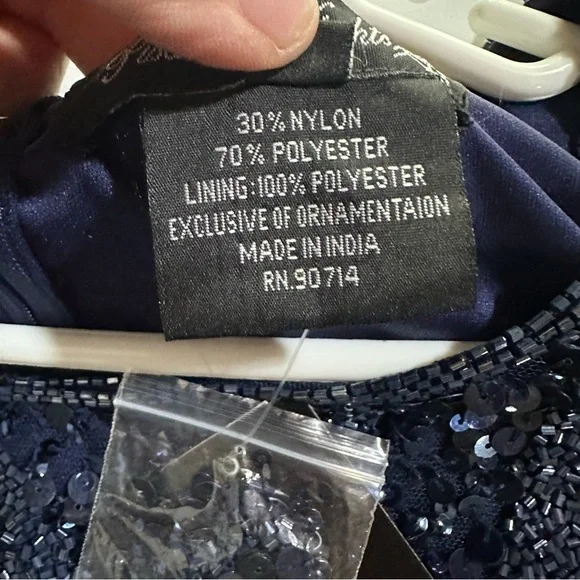 30% NYLON
70% POLYESTER
LINING:100% POLYESTER
EXCLUSIVE OF ORNAMENTAION
MADE IN INDIA
RN.90714